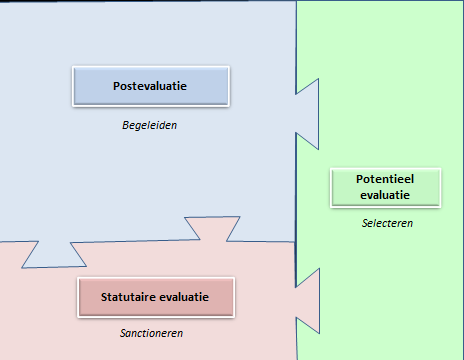 Postevaluatie
Begeleiden
Potentieel
evaluatie
Selecteren
Statutaire evaluatie
Sanctioneren